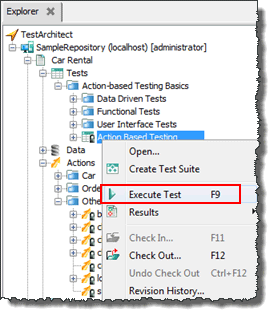 Explorer
TestArchitect
SampleRepository (localhost) [administrator]
Car Rental
Tests
Action-based Testing Basics
Data Driven Tests
Functional Tests
User Interface Tests
Action Based Testing
Data
Actions
Car
Orde
Othe
Open...
Create Test Suite
Execute Test F9
Results
Check In... F11
Check Out... F12
Undo Check Out Ctrl+F12
Revision History...